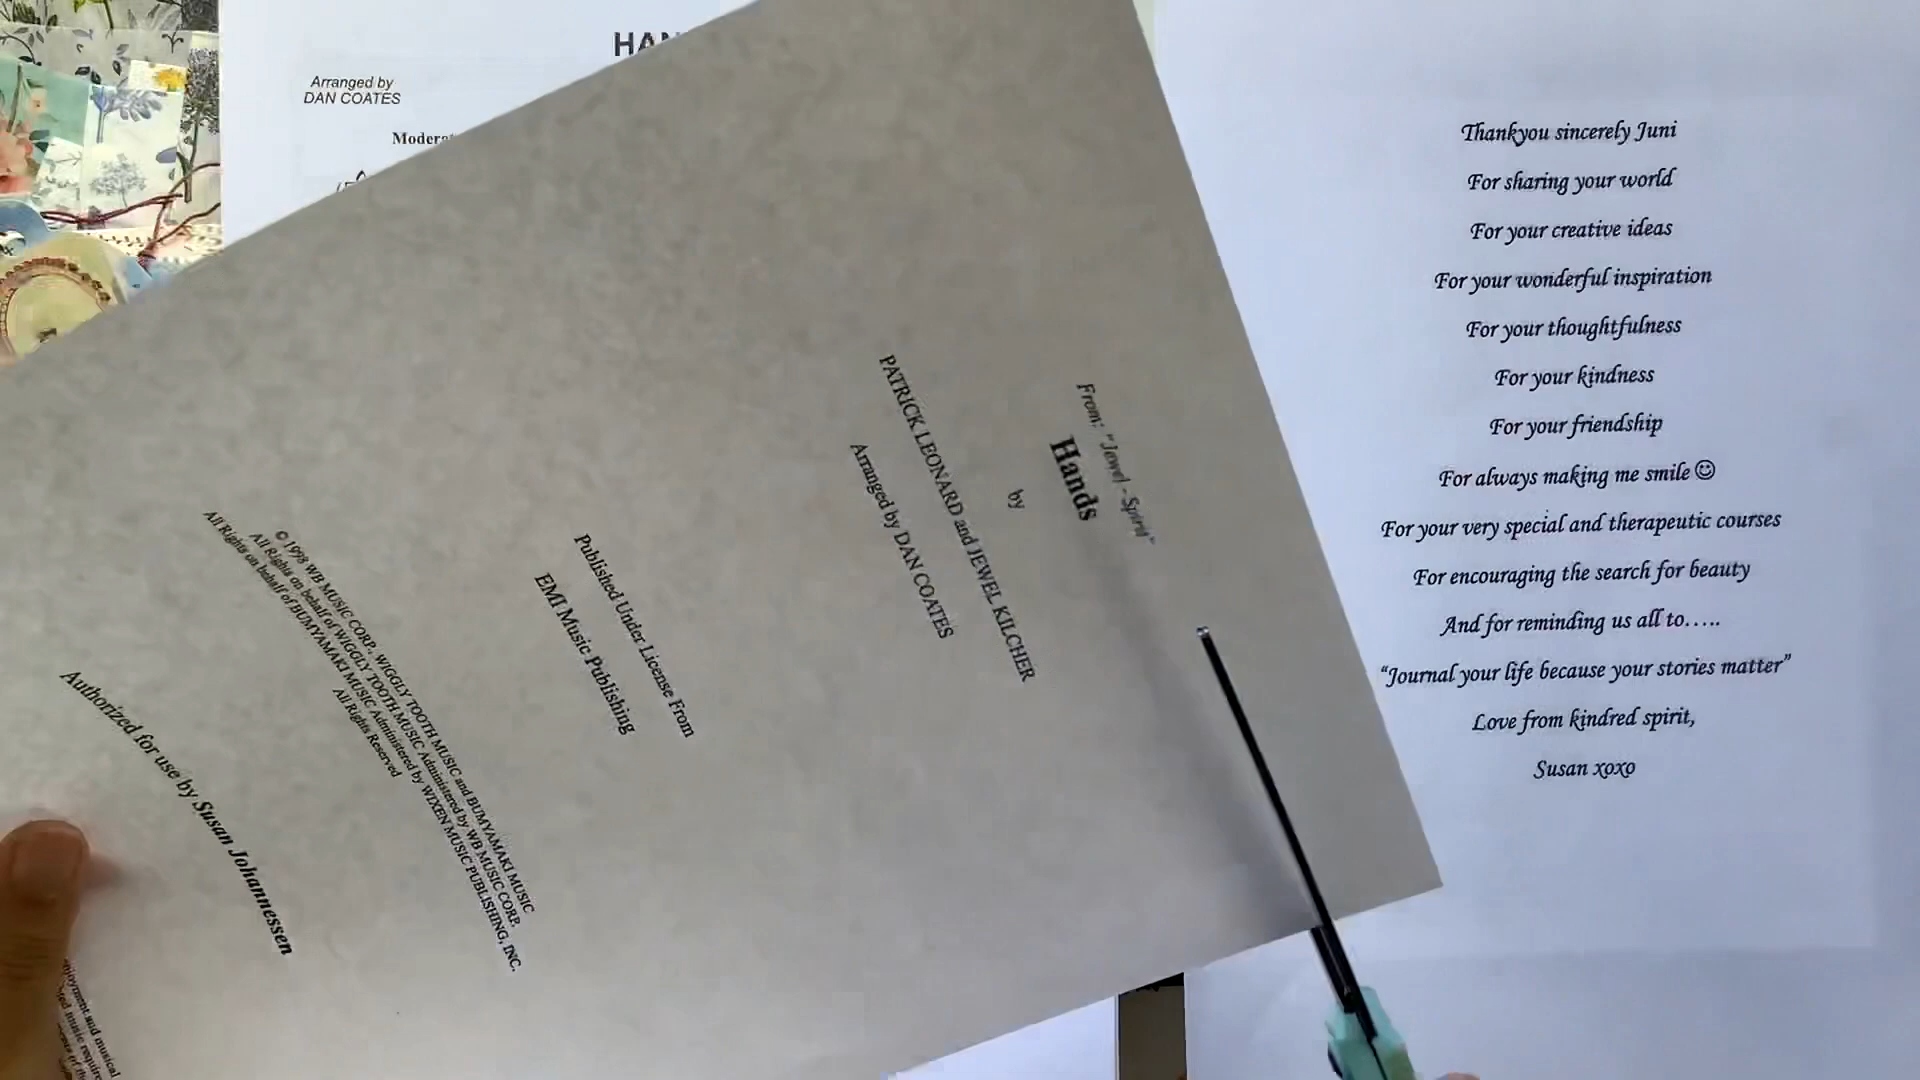 Arranged by
DAN COATES
From: "Jewel - Spirit"
Hands
by
PATRICK LEONARD and JEWEL KILCHER
Arranged by DAN COATES
Published Under License From
EMI Music Publishing
© 1998 WB MUSIC CORP., WIGGLY TOOTH MUSIC and BUMYAMAKI MUSIC
All Rights on behalf of WIGGLY TOOTH MUSIC Administered by WB MUSIC CORP.
All Rights on behalf of BUMYAMAKI MUSIC Administered by WIXEN MUSIC PUBLISHING, INC.
All Rights Reserved
Authorized for use by Susan Johannessen
Thankyou sincerely Juni
For sharing your world
For your creative ideas
For your wonderful inspiration
For your thoughtfulness
For your kindness
For your friendship
For always making me smile ☺
For your very special and therapeutic courses
For encouraging the search for beauty
And for reminding us all to.....
“Journal your life because your stories matter”
Love from kindred spirit,
Susan xoxo